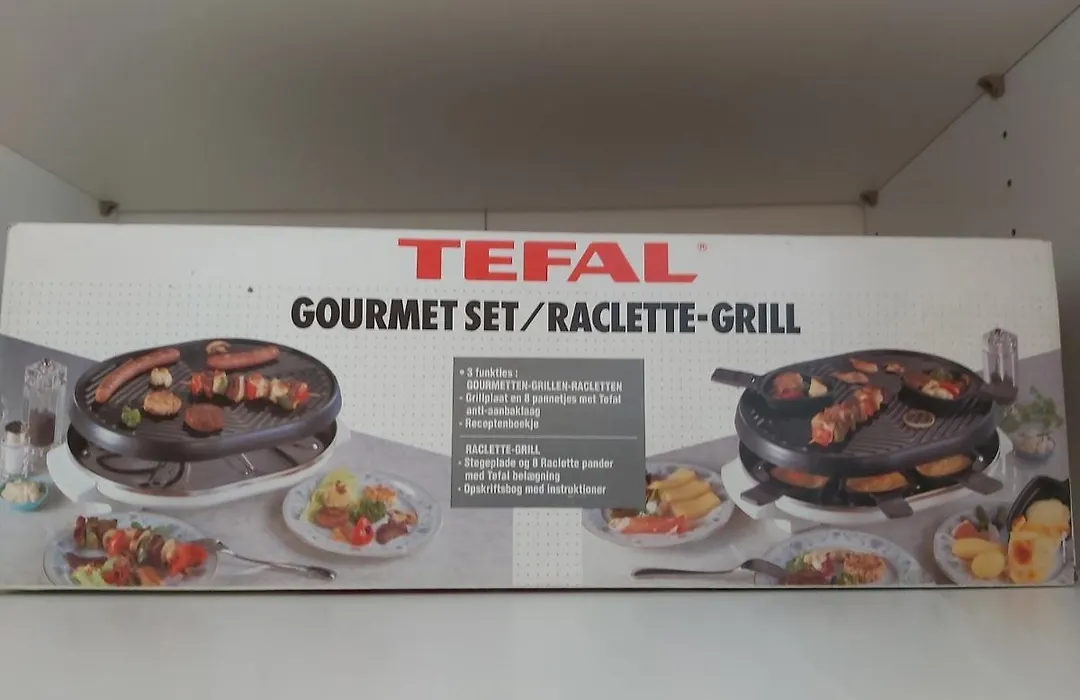 TEFAL®
GOURMET SET/RACLETTE-GRILL
• 3 funkties :
GOURMETTEN-GRILLEN-RACLETTEN
- Grillplaat en 8 pannetjes met Tefal
anti-aanbaklaag
- Receptenboekje
RACLETTE-GRILL
- Stegeplade og 8 Raclette pander
med Tefal belægning
- Opskriftsbog med instruktioner